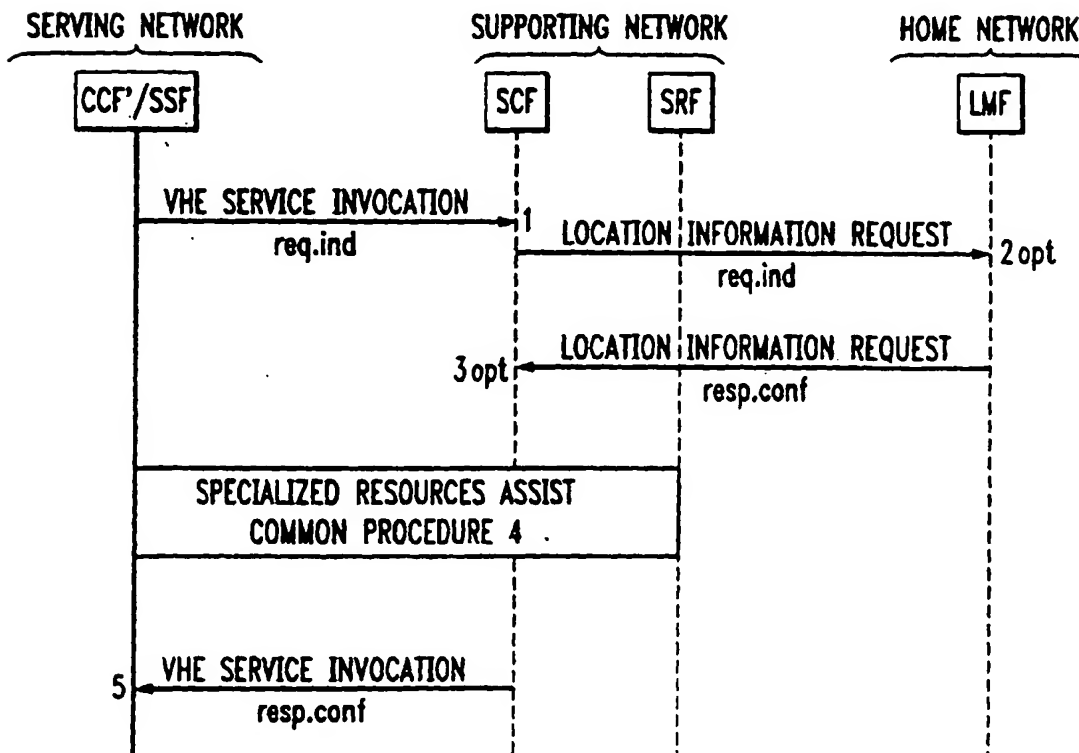 SERVING NETWORK
SUPPORTING NETWORK
HOME NETWORK
CCF'/SSF
SCF
SRF
LMF
VHE SERVICE INVOCATION
req.ind
1
LOCATION INFORMATION REQUEST
req.ind
2 opt
LOCATION INFORMATION REQUEST
resp.conf
3 opt
SPECIALIZED RESOURCES ASSIST
COMMON PROCEDURE 4
VHE SERVICE INVOCATION
resp.conf
5